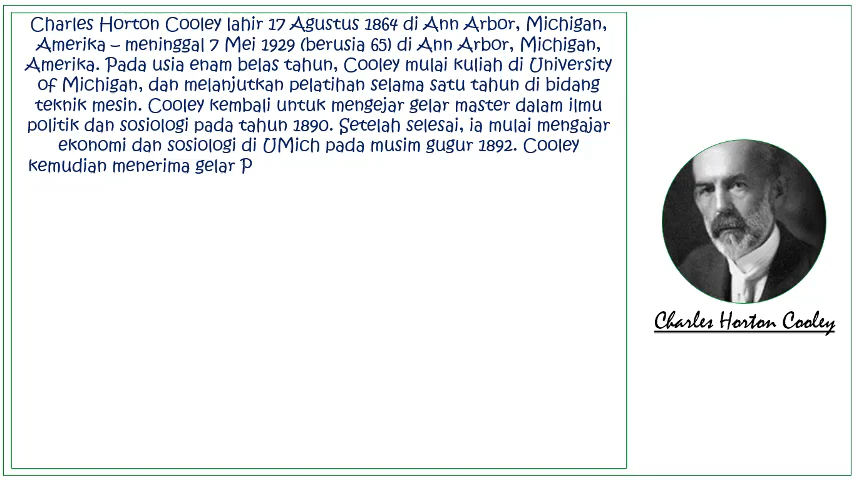 Charles Horton Cooley lahir 17 Agustus 1864 di Ann Arbor, Michigan,
Amerika – meninggal 7 Mei 1929 (berusia 65) di Ann Arbor, Michigan,
Amerika. Pada usia enam belas tahun, Cooley mulai kuliah di University
of Michigan, dan melanjutkan pelatihan selama satu tahun di bidang
teknik mesin. Cooley kembali untuk mengejar gelar master dalam ilmu
politik dan sosiologi pada tahun 1890. Setelah selesai, ia mulai mengajar
ekonomi dan sosiologi di UMich pada musim gugur 1892. Cooley
kemudian menerima gelar P
Charles Horton Cooley